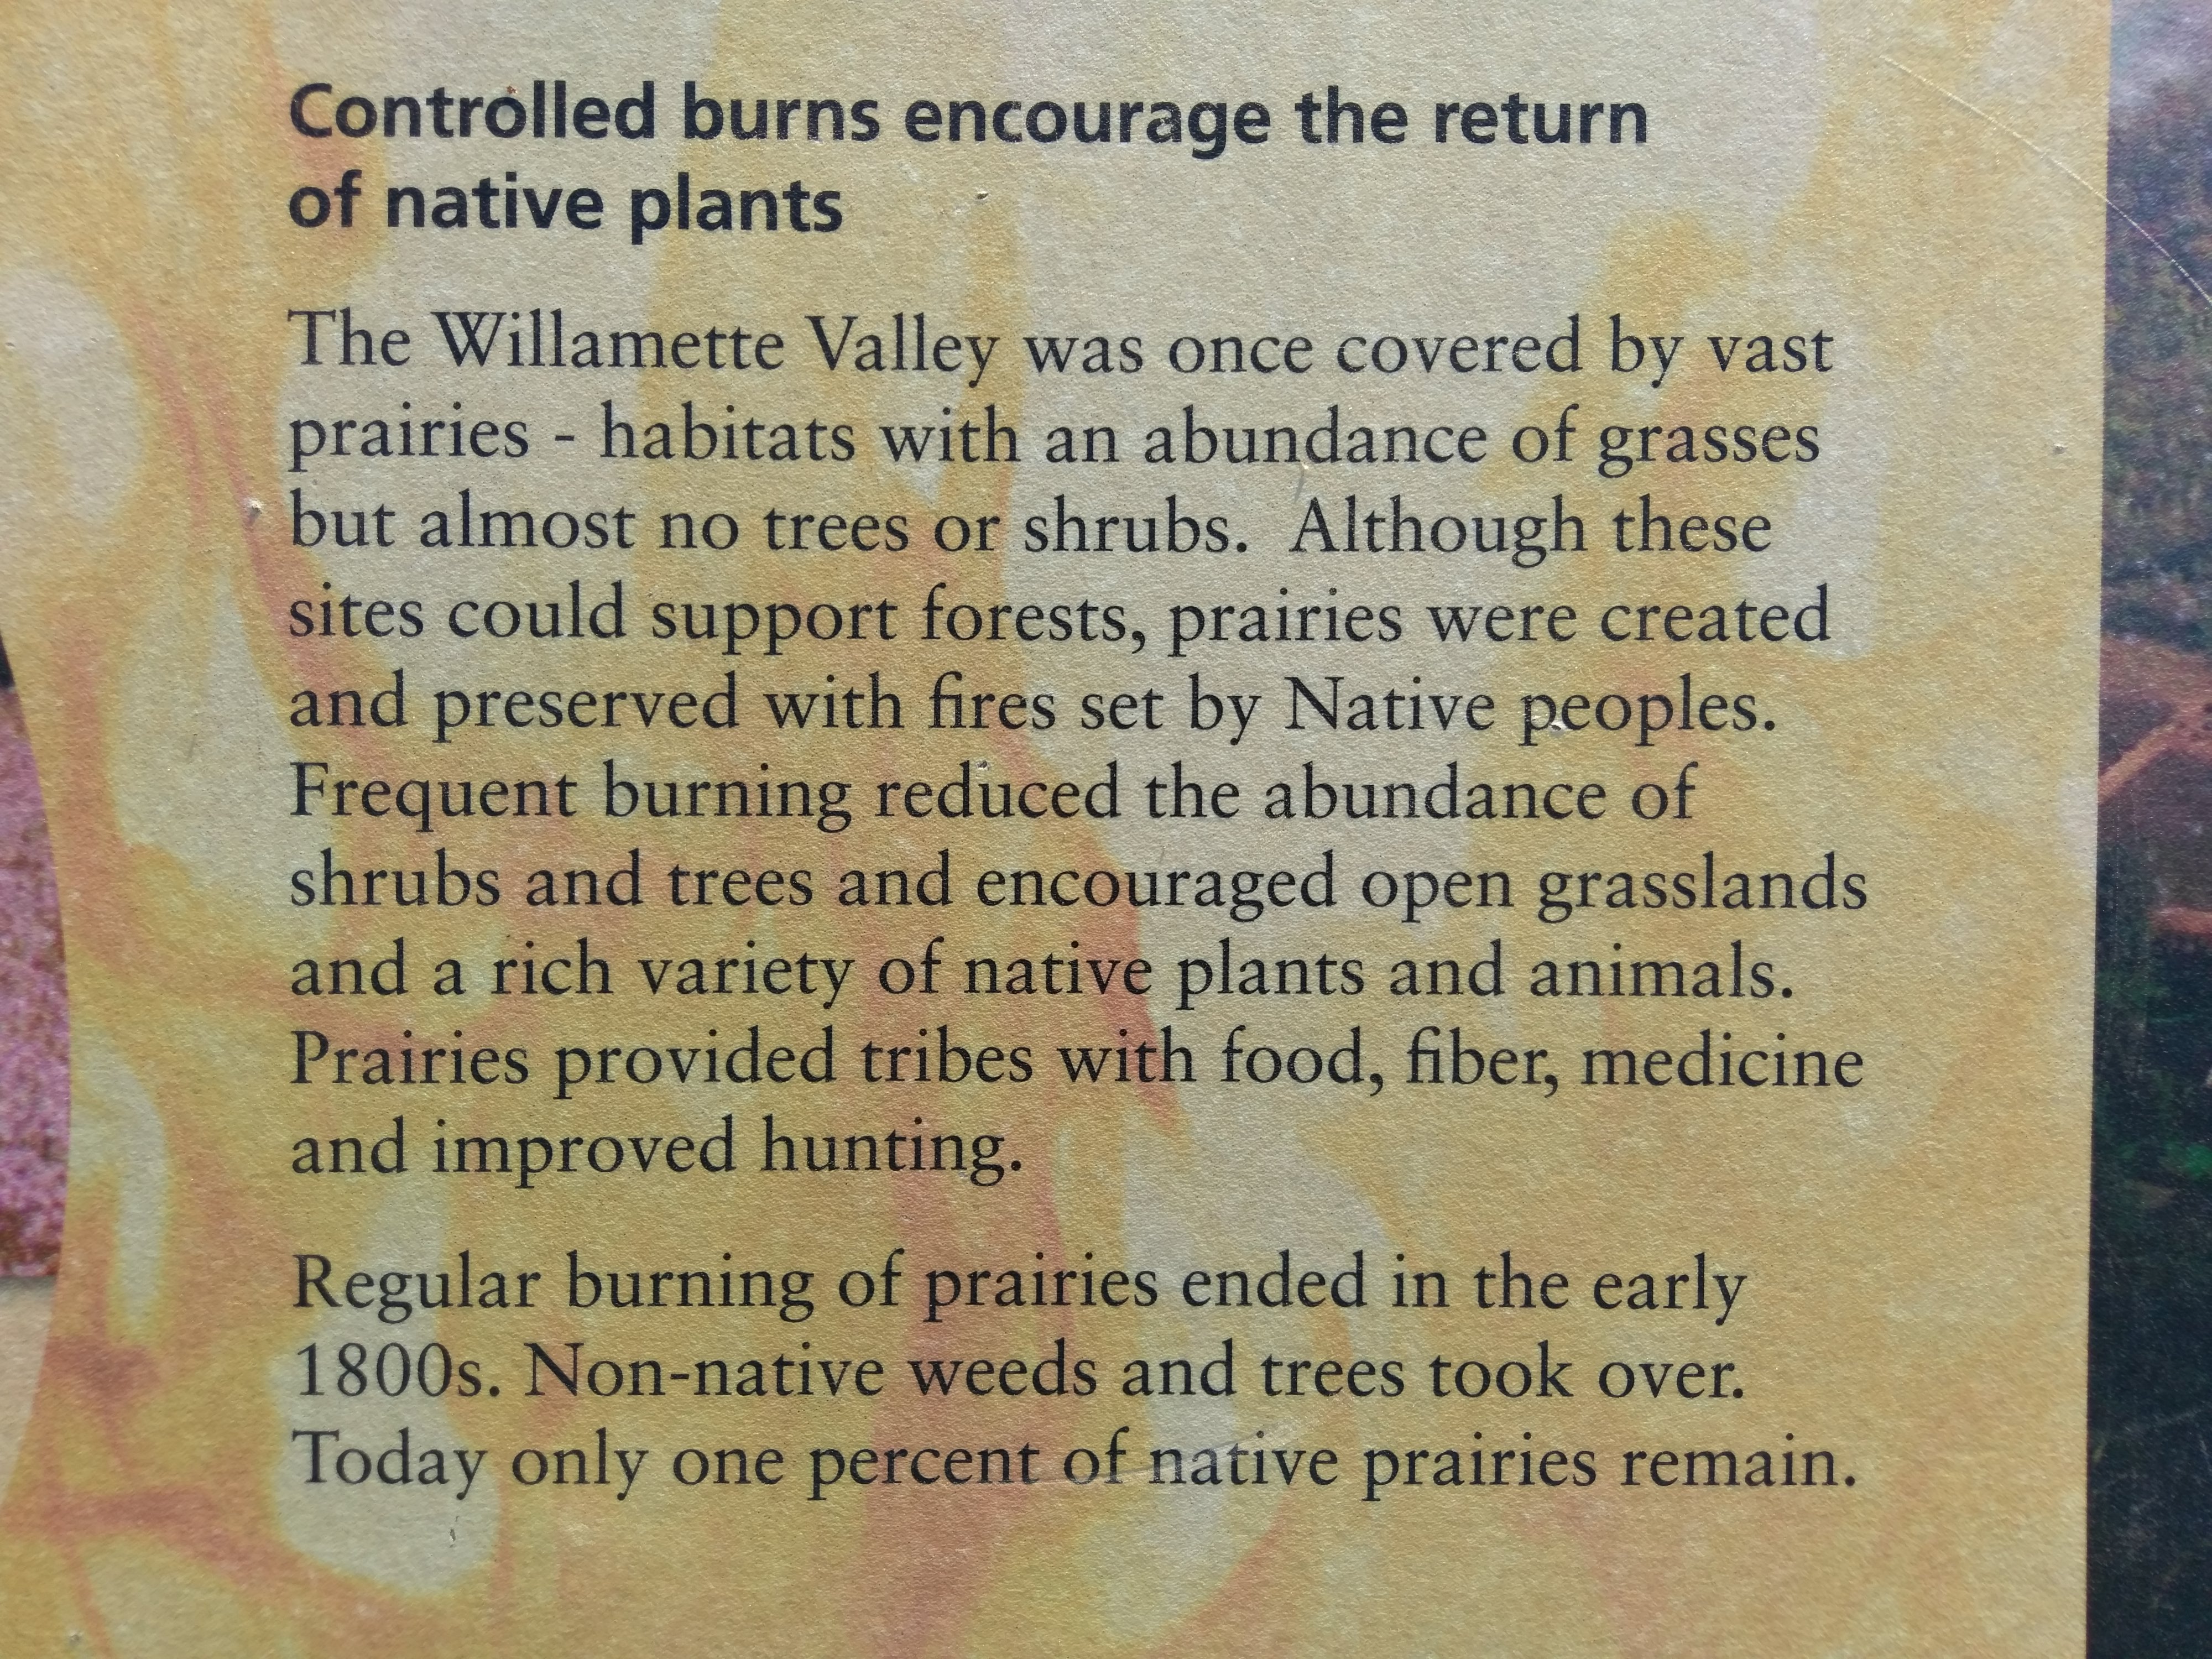 Controlled burns encourage the return
of native plants
The Willamette Valley was once covered by vast
prairies - habitats with an abundance of grasses
but almost no trees or shrubs.  Although these
sites could support forests, prairies were created
and preserved with fires set by Native peoples.
Frequent burning reduced the abundance of
shrubs and trees and encouraged open grasslands
and a rich variety of native plants and animals.
Prairies provided tribes with food, fiber, medicine
and improved hunting.
Regular burning of prairies ended in the early
1800s. Non-native weeds and trees took over.
Today only one percent of native prairies remain.